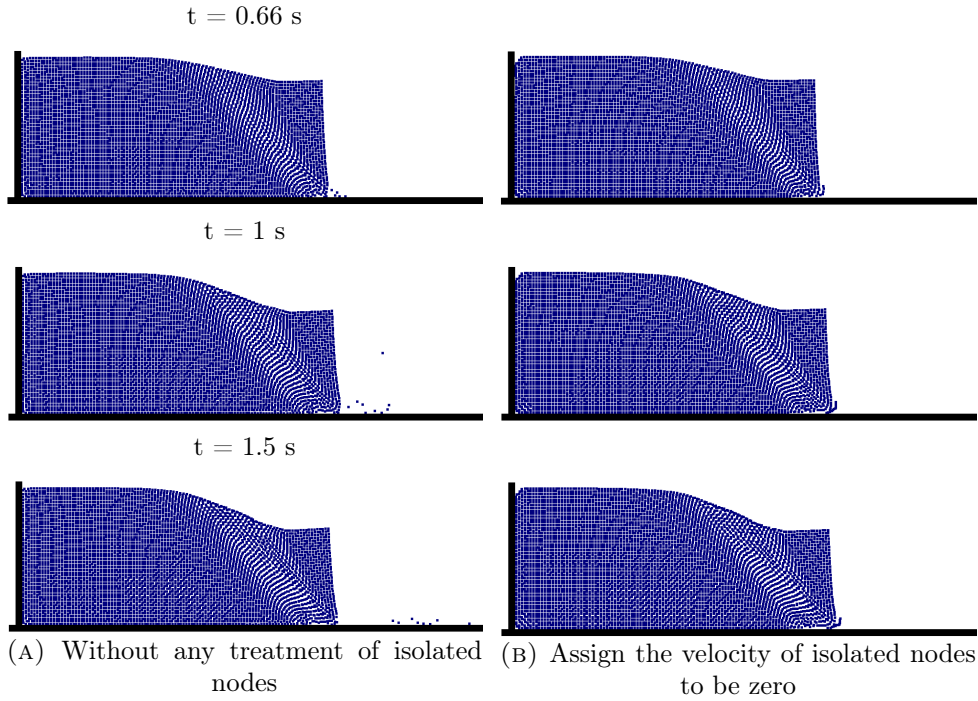 t = 0.66 s
t = 1 s
t = 1.5 s
(A) Without any treatment of isolated
nodes
(B) Assign the velocity of isolated nodes
to be zero